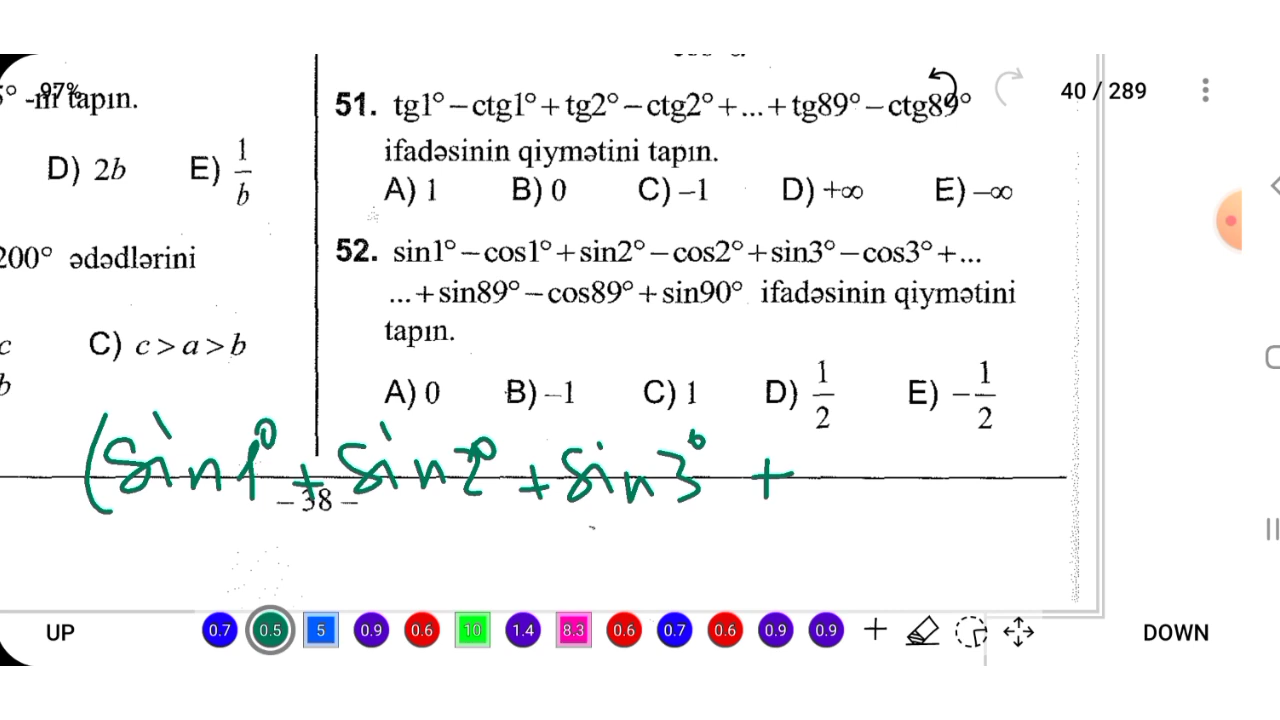 5° -ni tapın.
97%
D) 2b E) 1/b
200° ədədlərini
c C) c > a > b
b
51. tg1° − ctg1° + tg2° − ctg2° + ... + tg89° − ctg89°
ifadəsinin qiymətini tapın.
A) 1 B) 0 C) −1 D) +∞ E) −∞
52. sin1° − cos1° + sin2° − cos2° + sin3° − cos3° + ...
... + sin89° − cos89° + sin90° ifadəsinin qiymətini
tapın.
A) 0 B) −1 C) 1 D) 1/2 E) −1/2
(sin1° + sin2° + sin3° +
– 38 –
40 / 289
UP 0.7 0.5 5 0.9 0.6 10 1.4 8.3 0.6 0.7 0.6 0.9 0.9 DOWN